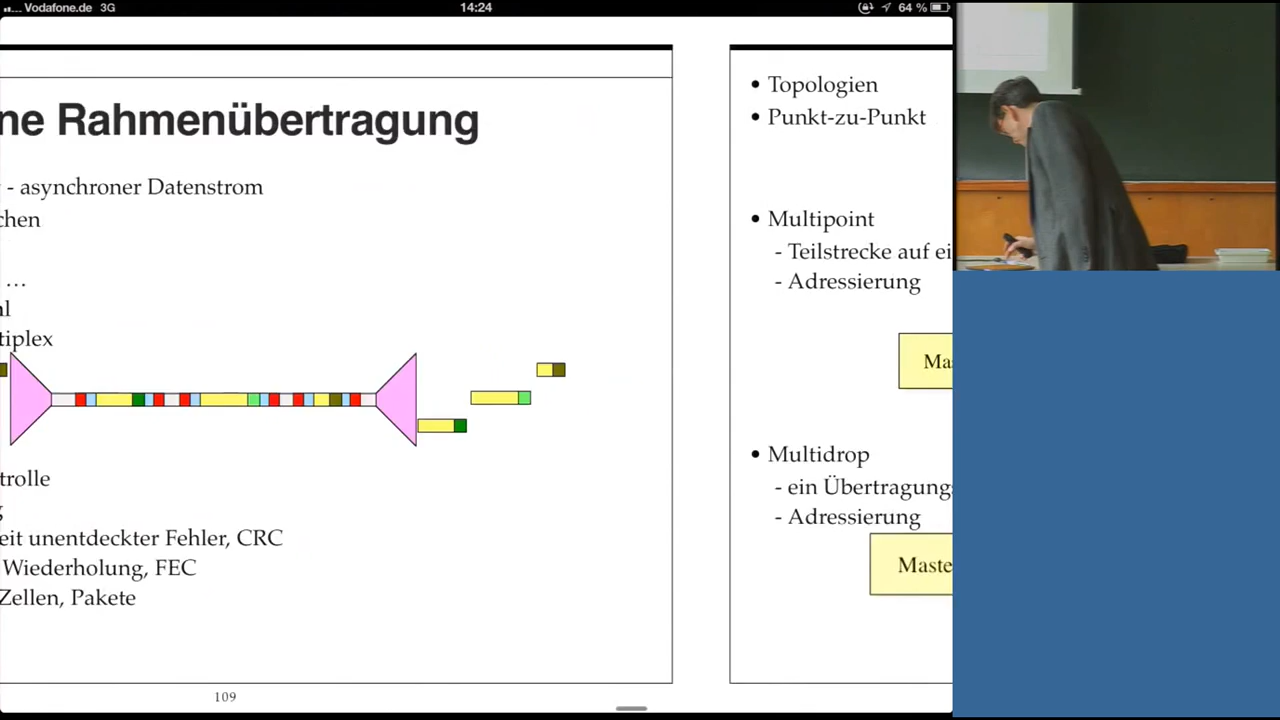 Vodafone.de 3G 14:24 64 %
ne Rahmenübertragung
- asynchroner Datenstrom
chen
...
tiplex
trolle
eit unentdeckter Fehler, CRC
Wiederholung, FEC
Zellen, Pakete
109
• Topologien
• Punkt-zu-Punkt
• Multipoint
- Teilstrecke auf ei
- Adressierung
Ma
• Multidrop
- ein Übertragungs
- Adressierung
Maste